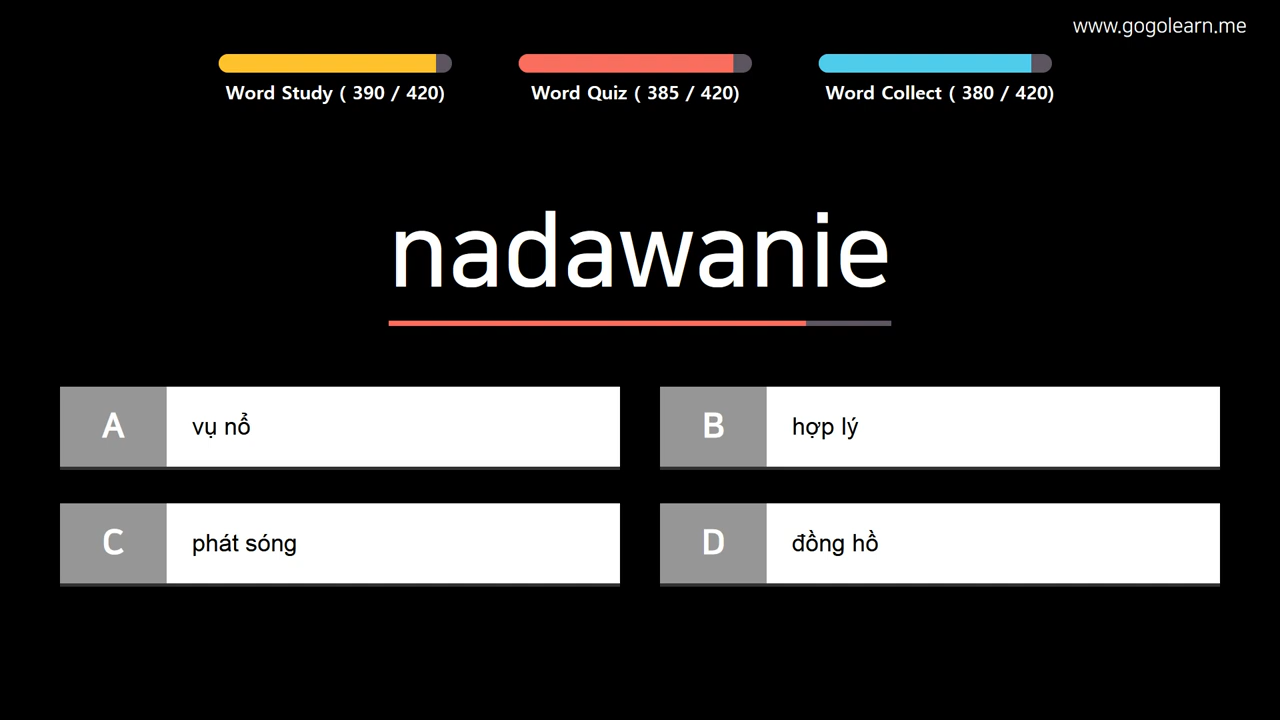 www.gogolearn.me
Word Study ( 390 / 420)
Word Quiz ( 385 / 420)
Word Collect ( 380 / 420)
nadawanie
A
vụ nổ
B
hợp lý
C
phát sóng
D
đồng hồ